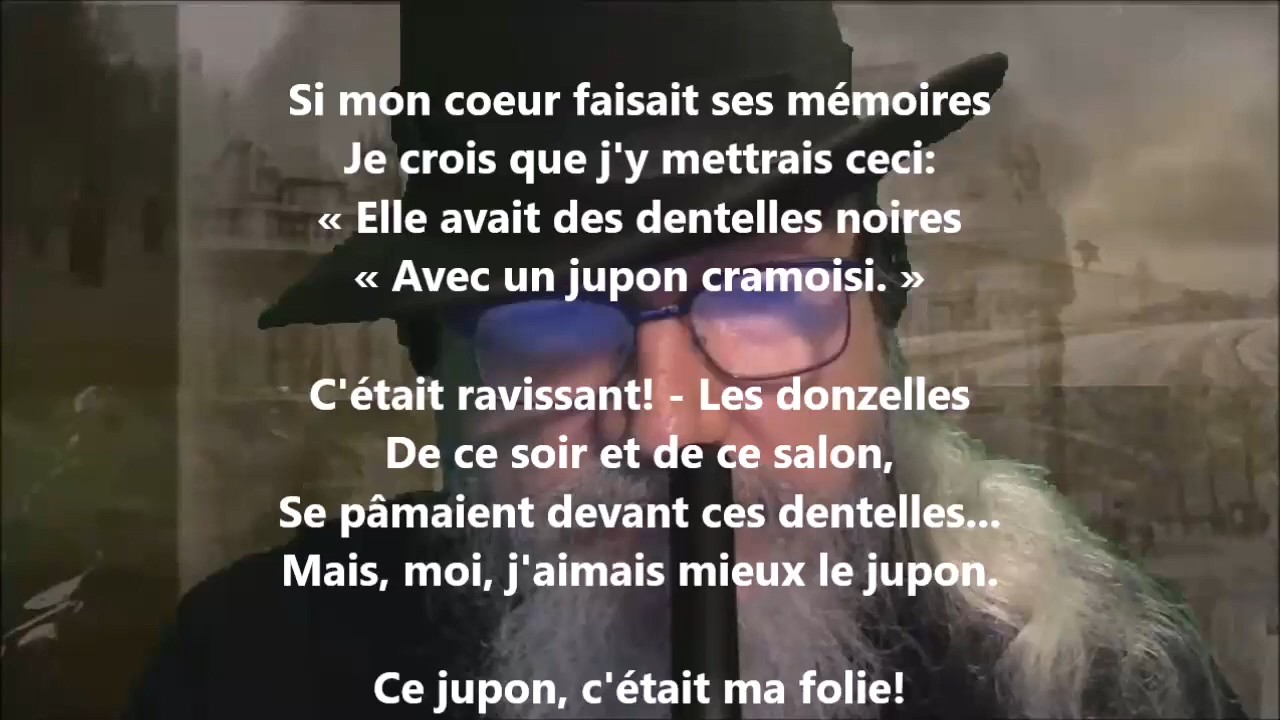 Si mon coeur faisait ses mémoires
Je crois que j'y mettrais ceci:
« Elle avait des dentelles noires
« Avec un jupon cramoisi. »
C'était ravissant! - Les donzelles
De ce soir et de ce salon,
Se pâmaient devant ces dentelles...
Mais, moi, j'aimais mieux le jupon.
Ce jupon, c'était ma folie!